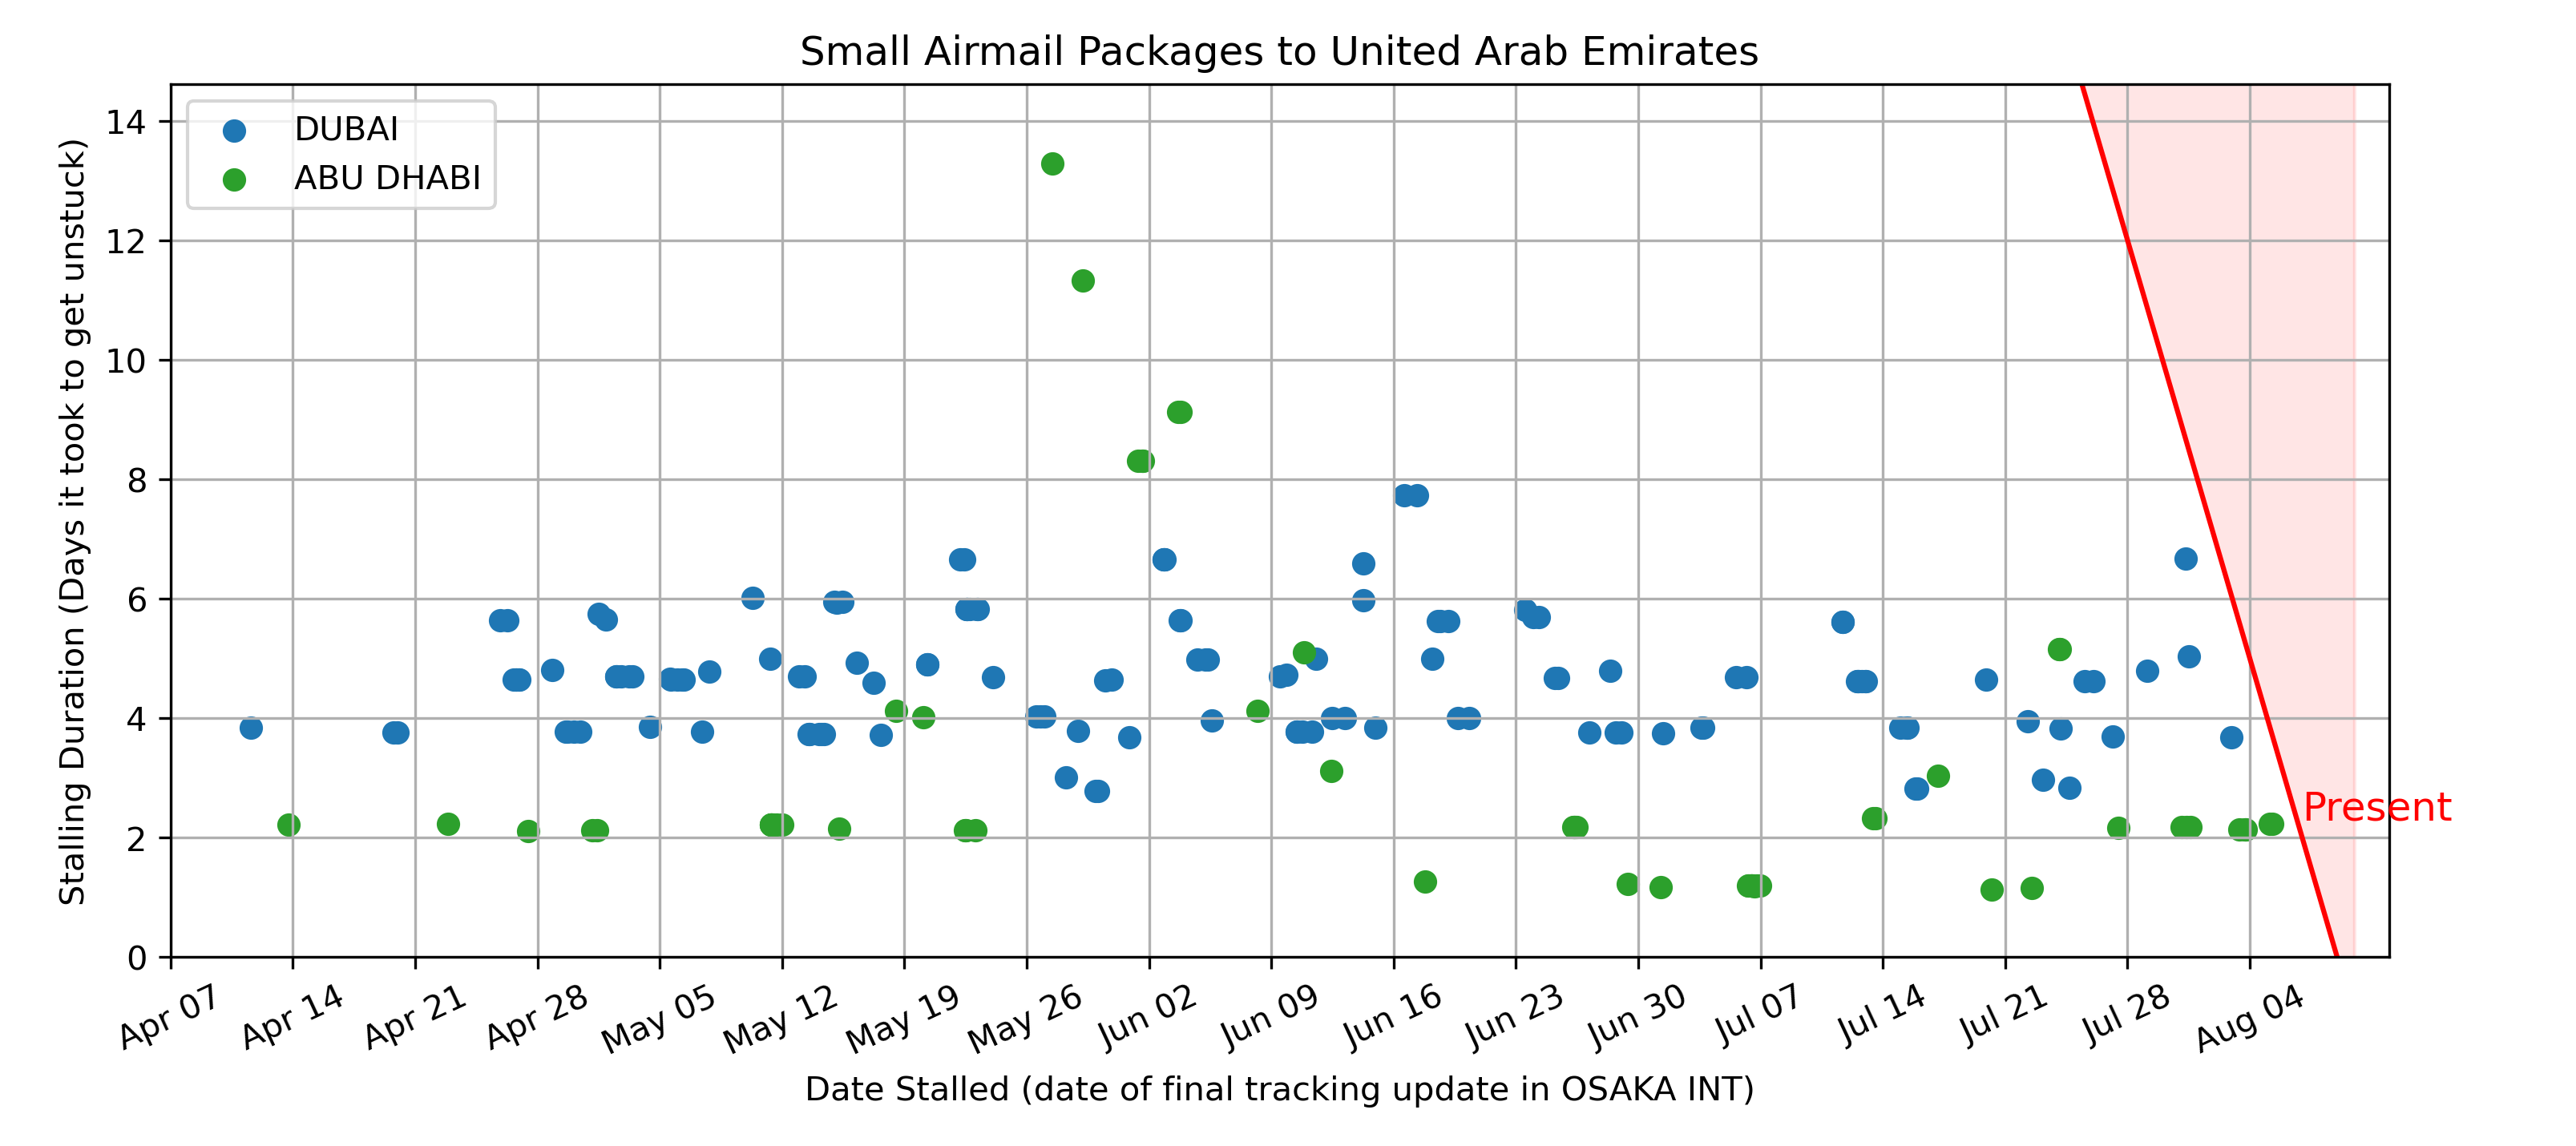 Small Airmail Packages to United Arab Emirates
DUBAI
ABU DHABI
Stalling Duration (Days it took to get unstuck)
14
12
10
8
6
4
2
0
Present
Apr 07
Apr 14
Apr 21
Apr 28
May 05
May 12
May 19
May 26
Jun 02
Jun 09
Jun 16
Jun 23
Jun 30
Jul 07
Jul 14
Jul 21
Jul 28
Aug 04
Date Stalled (date of final tracking update in OSAKA INT)